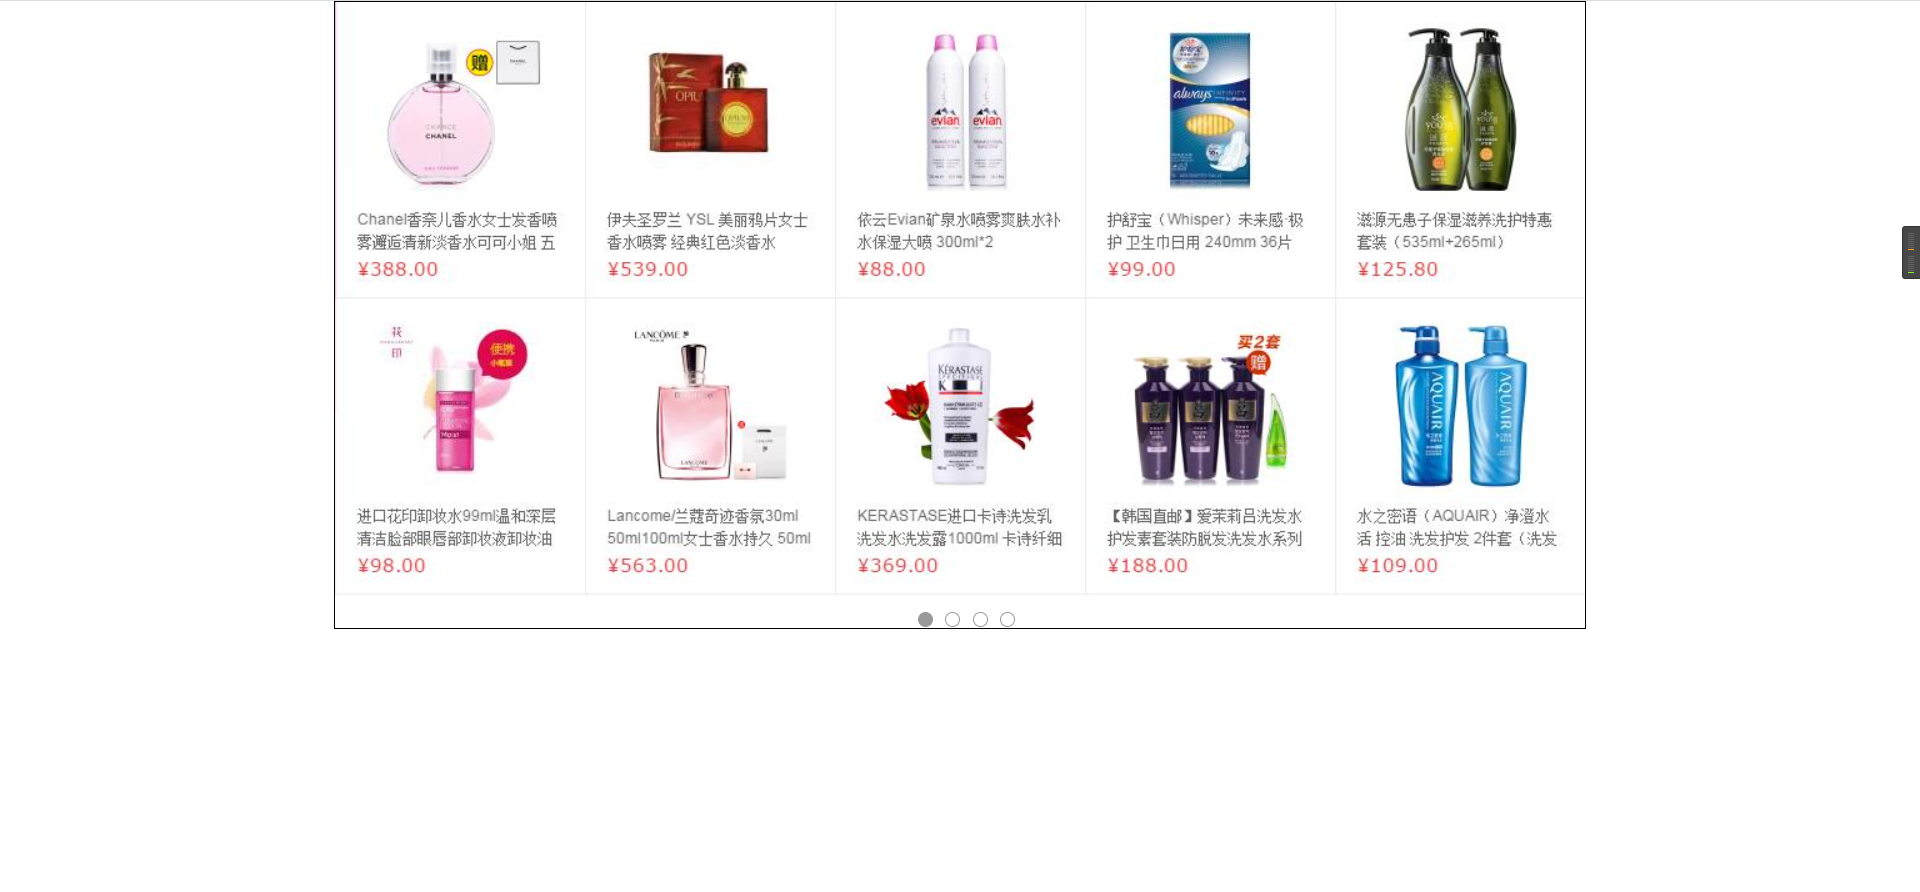 赠
CHANEL
CHANCE
CHANEL
OPIUM
evian
evian
always INFINITY
Chanel香奈儿香水女士发香喷
雾邂逅清新淡香水可可小姐 五
¥388.00
伊夫圣罗兰 YSL 美丽鸦片女士
香水喷雾 经典红色淡香水
¥539.00
依云Evian矿泉水喷雾爽肤水补
水保湿大喷 300ml*2
¥88.00
护舒宝（Whisper）未来感·极
护 卫生巾日用 240mm 36片
¥99.00
滋源无患子保湿滋养洗护特惠
套装（535ml+265ml）
¥125.80
花
印
便携
小瓶装
Moist
LANCÔME
PARIS
LANCOME
KÉRASTASE
买2套
赠
AQUAIR
AQUAIR
进口花印卸妆水99ml温和深层
清洁脸部眼唇部卸妆液卸妆油
¥98.00
Lancome/兰蔻奇迹香氛30ml
50ml100ml女士香水持久 50ml
¥563.00
KERASTASE进口卡诗洗发乳
洗发水洗发露1000ml 卡诗纤细
¥369.00
【韩国直邮】爱茉莉吕洗发水
护发素套装防脱发洗发水系列
¥188.00
水之密语（AQUAIR）净澄水
活 控油 洗发护发 2件套（洗发
¥109.00